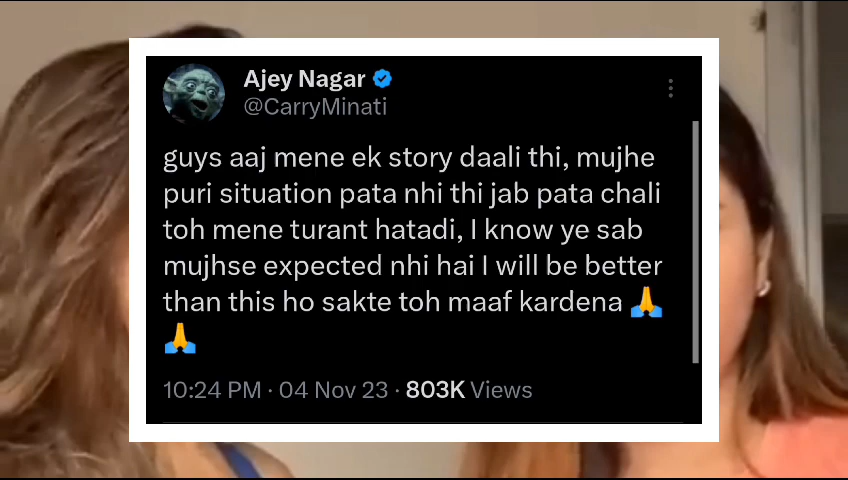 Ajey Nagar
@CarryMinati
guys aaj mene ek story daali thi, mujhe
puri situation pata nhi thi jab pata chali
toh mene turant hatadi, I know ye sab
mujhse expected nhi hai I will be better
than this ho sakte toh maaf kardena 🙏
🙏
10:24 PM · 04 Nov 23 · 803K Views